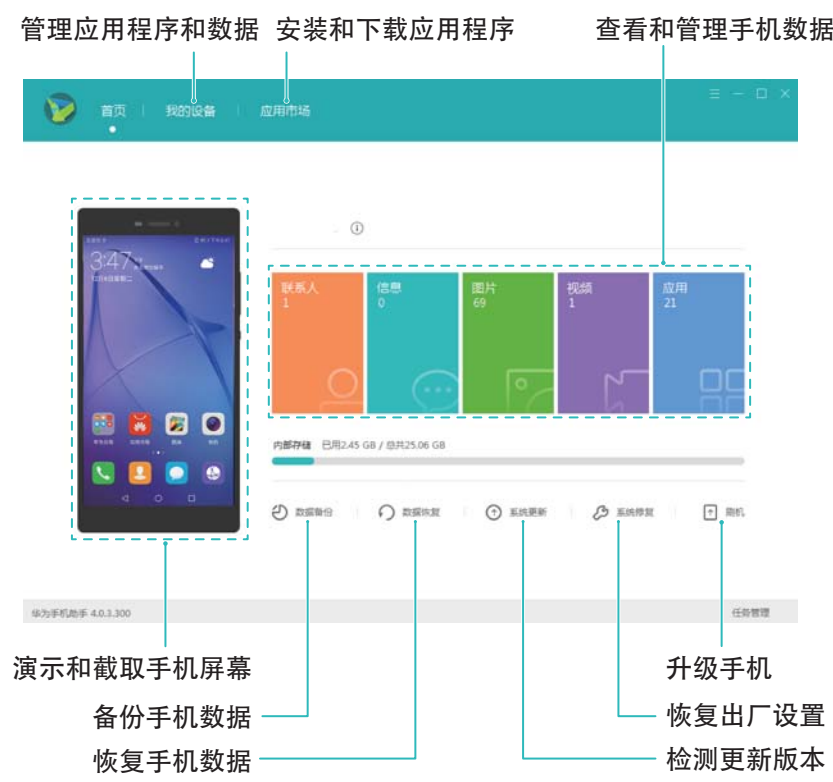 管理应用程序和数据 安装和下载应用程序 查看和管理手机数据
首页 我的设备 应用市场
3:47
联系人 信息 图片 视频 应用
1 0 69 1 21
内部存储 已用2.45 GB / 总共25.06 GB
数据备份 数据恢复 系统更新 系统修复 刷机
华为手机助手 4.0.3.300 任务管理
演示和截取手机屏幕 升级手机
备份手机数据 恢复出厂设置
恢复手机数据 检测更新版本